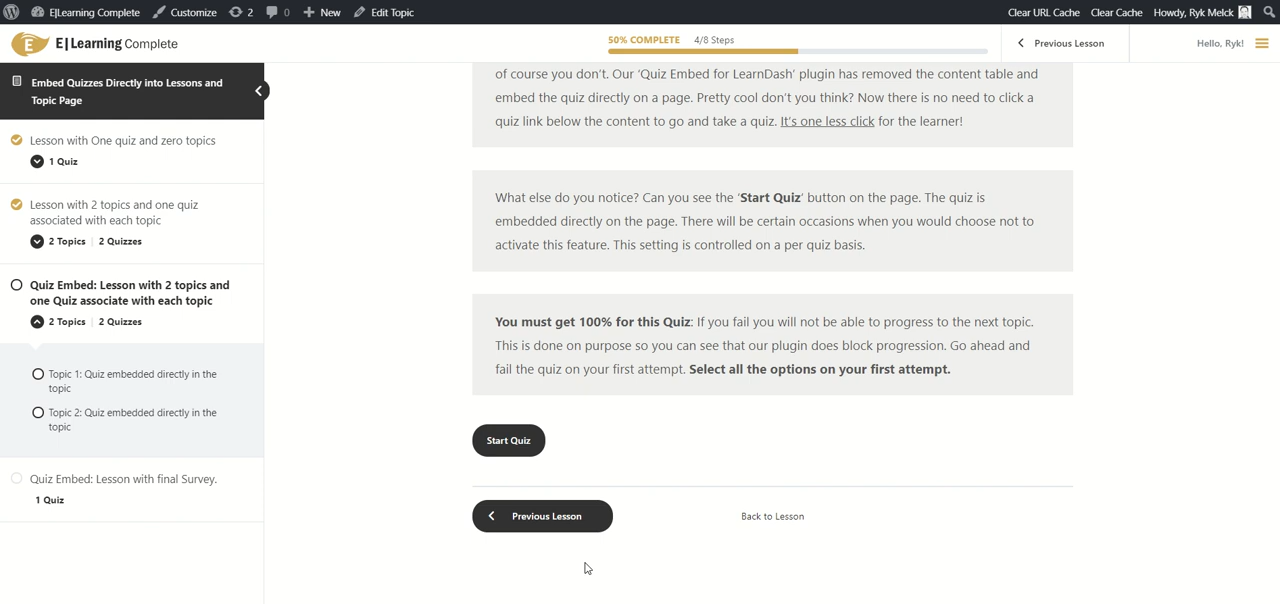 E|Learning Complete Customize 2 0 New Edit Topic Clear URL Cache Clear Cache Howdy, Ryk Melck
E E|Learning Complete 50% COMPLETE 4/8 Steps Previous Lesson Hello, Ryk!
Embed Quizzes Directly into Lessons and
Topic Page
Lesson with One quiz and zero topics
1 Quiz
Lesson with 2 topics and one quiz
associated with each topic
2 Topics | 2 Quizzes
Quiz Embed: Lesson with 2 topics and
one Quiz associate with each topic
2 Topics | 2 Quizzes
Topic 1: Quiz embedded directly in the
topic
Topic 2: Quiz embedded directly in the
topic
Quiz Embed: Lesson with final Survey.
1 Quiz
of course you don't. Our 'Quiz Embed for LearnDash' plugin has removed the content table and
embed the quiz directly on a page. Pretty cool don't you think? Now there is no need to click a
quiz link below the content to go and take a quiz. It's one less click for the learner!
What else do you notice? Can you see the 'Start Quiz' button on the page. The quiz is
embedded directly on the page. There will be certain occasions when you would choose not to
activate this feature. This setting is controlled on a per quiz basis.
You must get 100% for this Quiz: If you fail you will not be able to progress to the next topic.
This is done on purpose so you can see that our plugin does block progression. Go ahead and
fail the quiz on your first attempt. Select all the options on your first attempt.
Start Quiz
Previous Lesson Back to Lesson